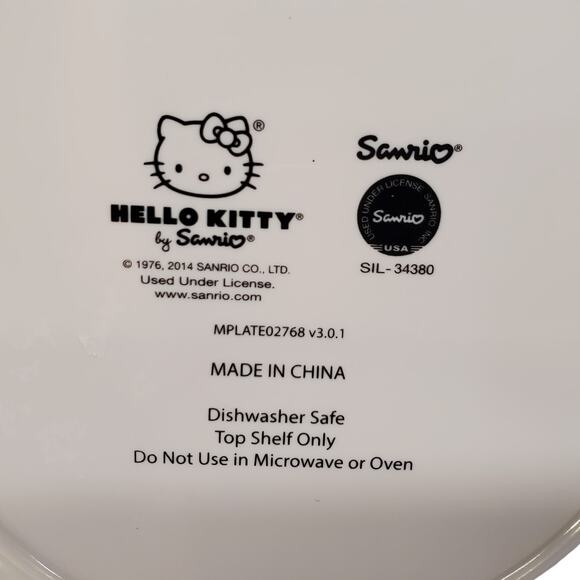 HELLO KITTY®
by Sanrio®
© 1976, 2014 SANRIO CO., LTD.
Used Under License.
www.sanrio.com
®
Sanrio®
USED UNDER LICENSE SANRIO INC.
Sanrio
USA
SIL-34380
MPLATE02768 v3.0.1
MADE IN CHINA
Dishwasher Safe
Top Shelf Only
Do Not Use in Microwave or Oven